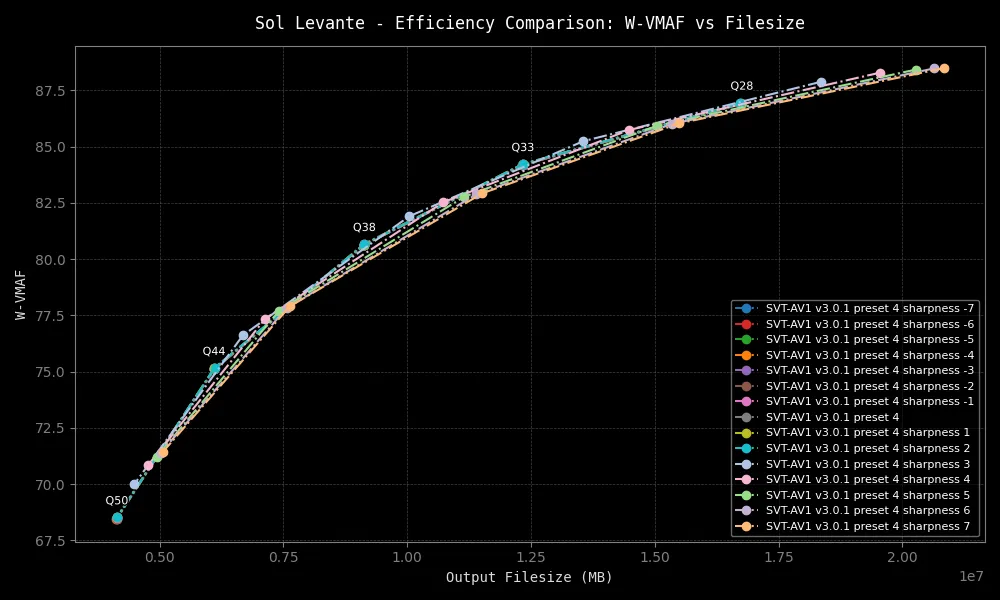 Sol Levante - Efficiency Comparison: W-VMAF vs Filesize
W-VMAF
87.5
85.0
82.5
80.0
77.5
75.0
72.5
70.0
67.5
Q28
Q33
Q38
Q44
Q50
SVT-AV1 v3.0.1 preset 4 sharpness -7
SVT-AV1 v3.0.1 preset 4 sharpness -6
SVT-AV1 v3.0.1 preset 4 sharpness -5
SVT-AV1 v3.0.1 preset 4 sharpness -4
SVT-AV1 v3.0.1 preset 4 sharpness -3
SVT-AV1 v3.0.1 preset 4 sharpness -2
SVT-AV1 v3.0.1 preset 4 sharpness -1
SVT-AV1 v3.0.1 preset 4
SVT-AV1 v3.0.1 preset 4 sharpness 1
SVT-AV1 v3.0.1 preset 4 sharpness 2
SVT-AV1 v3.0.1 preset 4 sharpness 3
SVT-AV1 v3.0.1 preset 4 sharpness 4
SVT-AV1 v3.0.1 preset 4 sharpness 5
SVT-AV1 v3.0.1 preset 4 sharpness 6
SVT-AV1 v3.0.1 preset 4 sharpness 7
0.50 0.75 1.00 1.25 1.50 1.75 2.00
1e7
Output Filesize (MB)